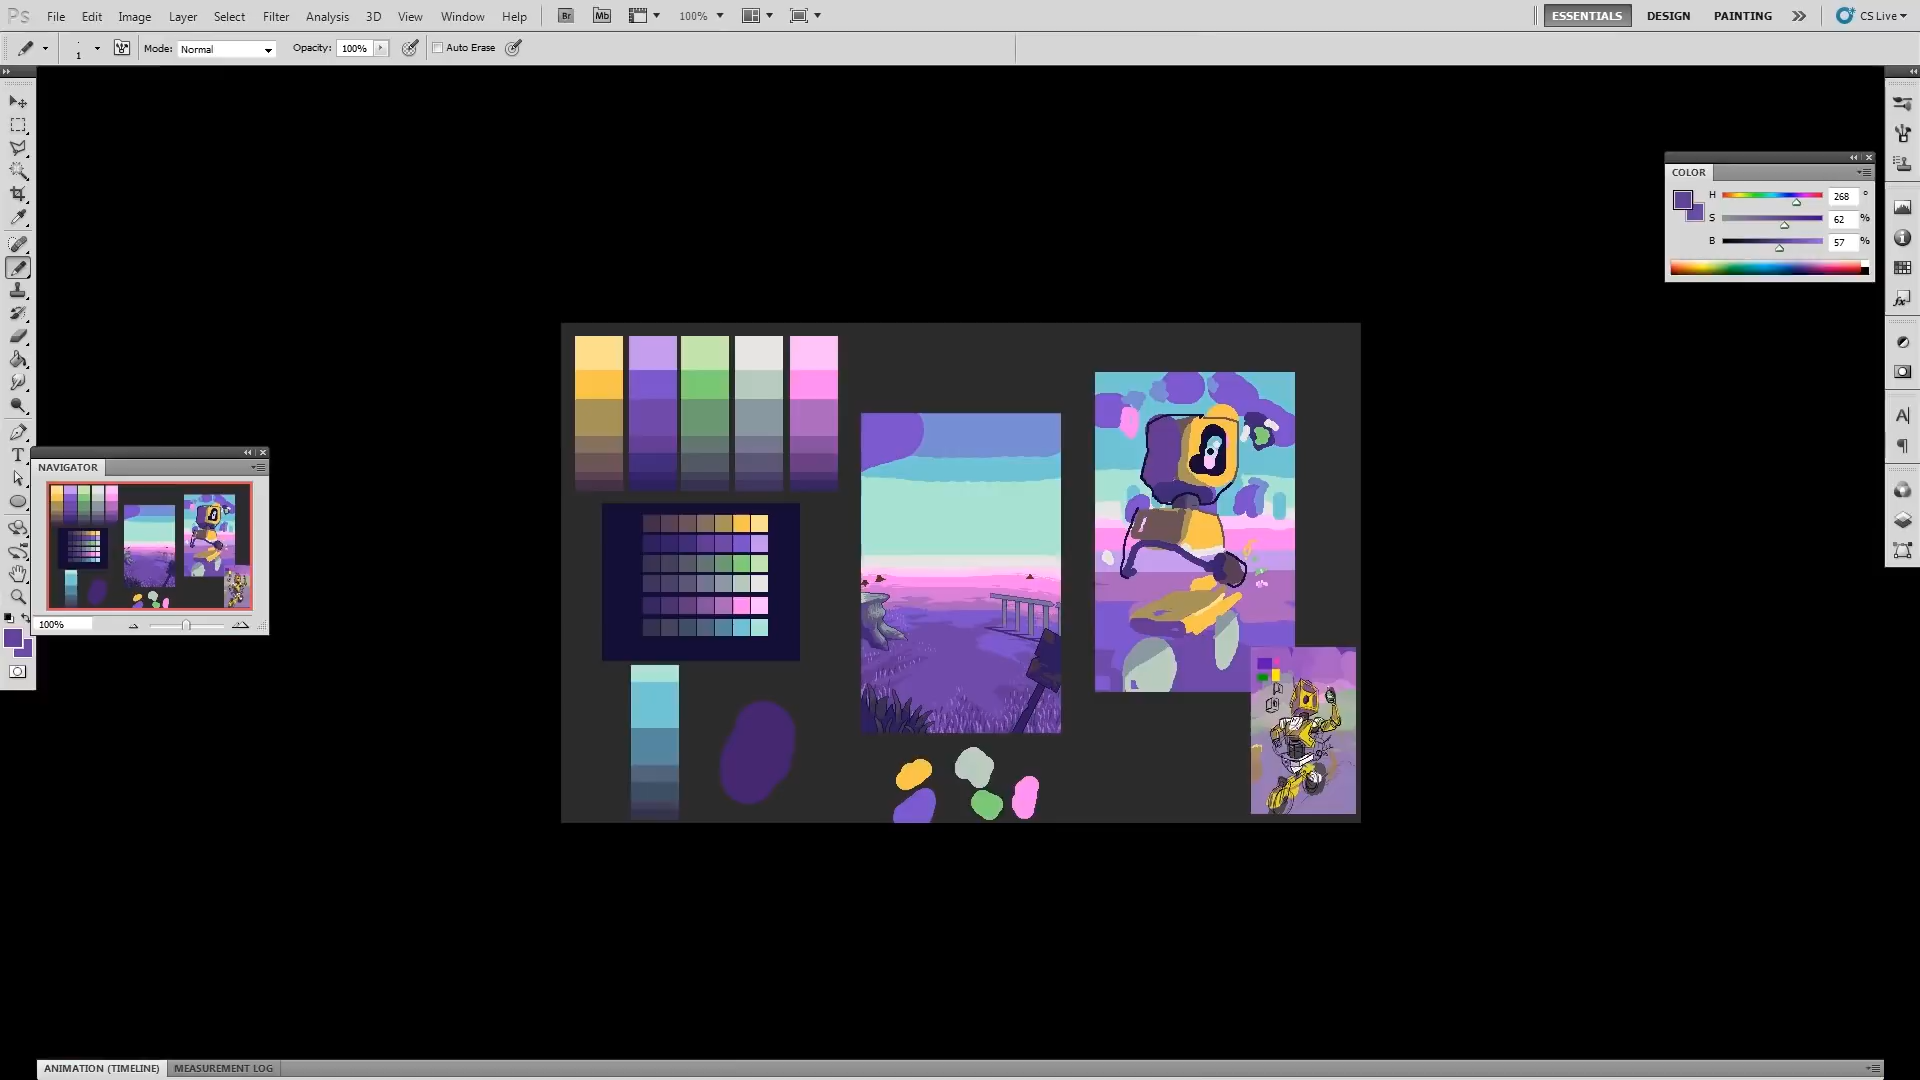 Ps File Edit Image Layer Select Filter Analysis 3D View Window Help Br Mb 100% ESSENTIALS DESIGN PAINTING CS Live
1 Mode: Normal Opacity: 100% Auto Erase
COLOR
H 268 °
S 62 %
B 57 %
NAVIGATOR
100%
ANIMATION (TIMELINE) MEASUREMENT LOG